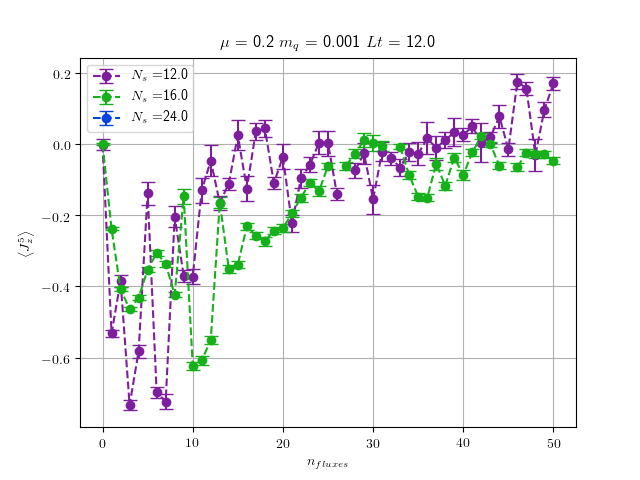 μ = 0.2 m_q = 0.001 Lt = 12.0
N_s =12.0
N_s =16.0
N_s =24.0
⟨J_z^5⟩
0.2
0.0
−0.2
−0.4
−0.6
0
10
20
30
40
50
n_fluxes